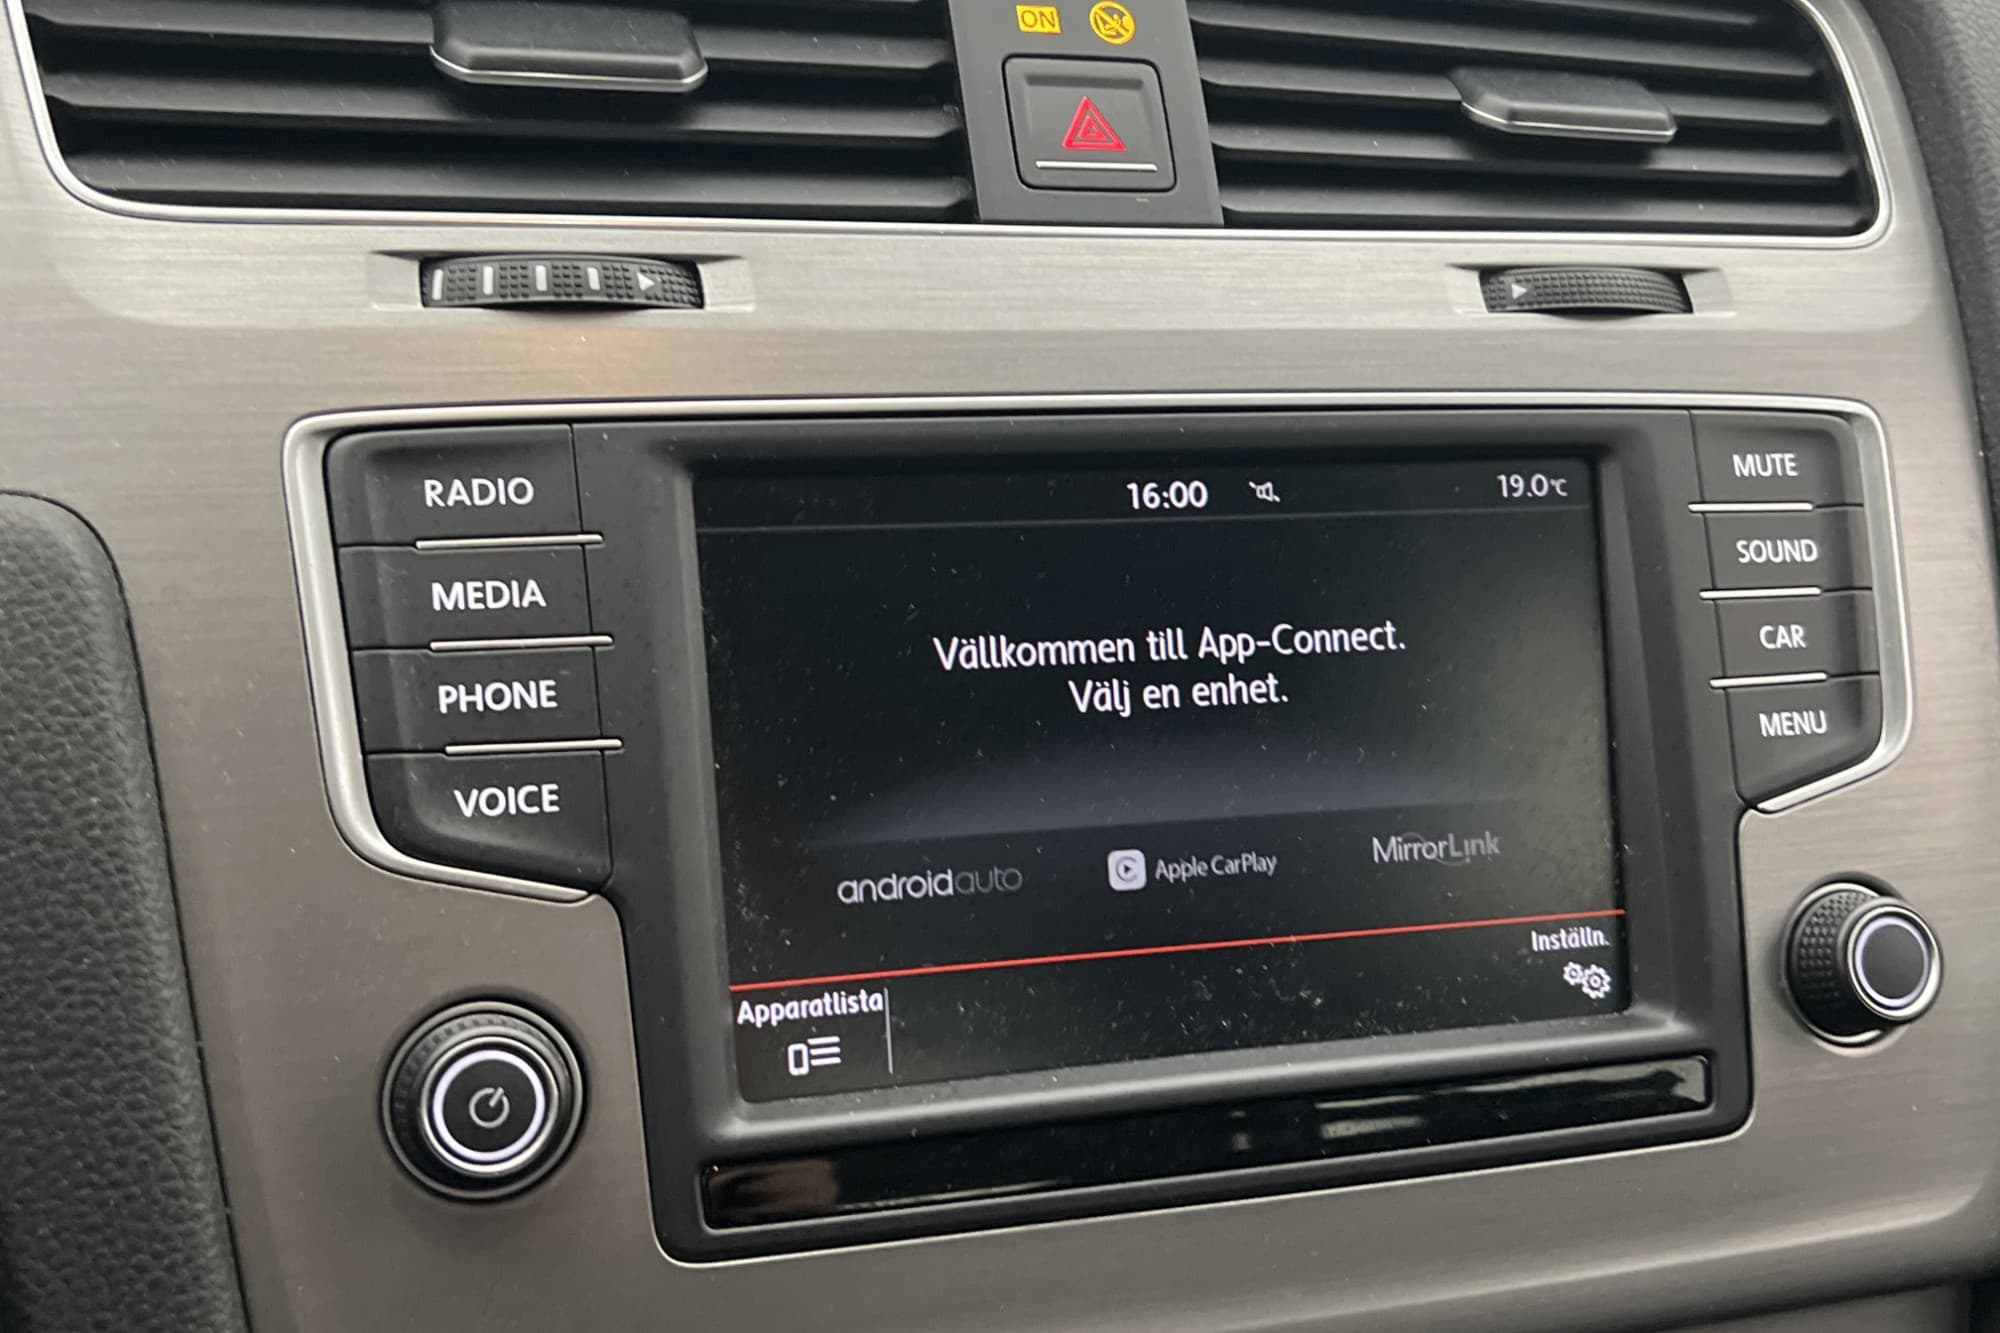 ON
RADIO
MEDIA
PHONE
VOICE
16:00
19.0°C
Vällkommen till App-Connect.
Välj en enhet.
androidauto
Apple CarPlay
MirrorLink
Inställn.
Apparatlista
MUTE
SOUND
CAR
MENU